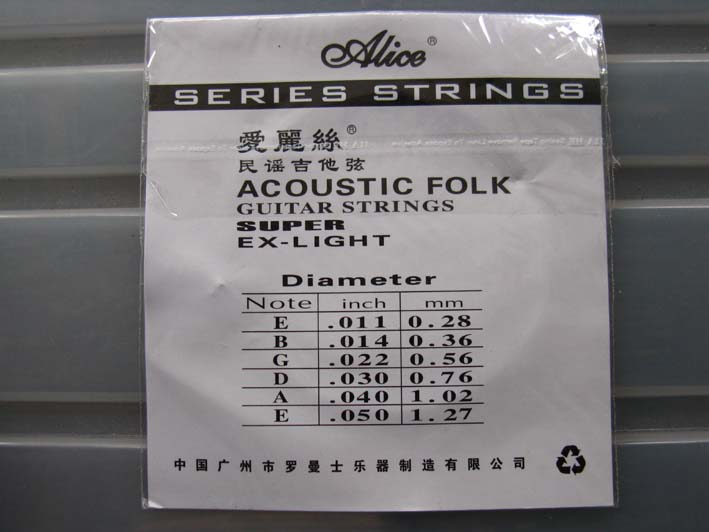 Alice®
SERIES STRINGS
愛麗絲®
民谣吉他弦
ACOUSTIC FOLK
GUITAR STRINGS
SUPER
EX-LIGHT
Diameter
Note inch mm
E .011 0.28
B .014 0.36
G .022 0.56
D .030 0.76
A .040 1.02
E .050 1.27
中国广州市罗曼士乐器制造有限公司